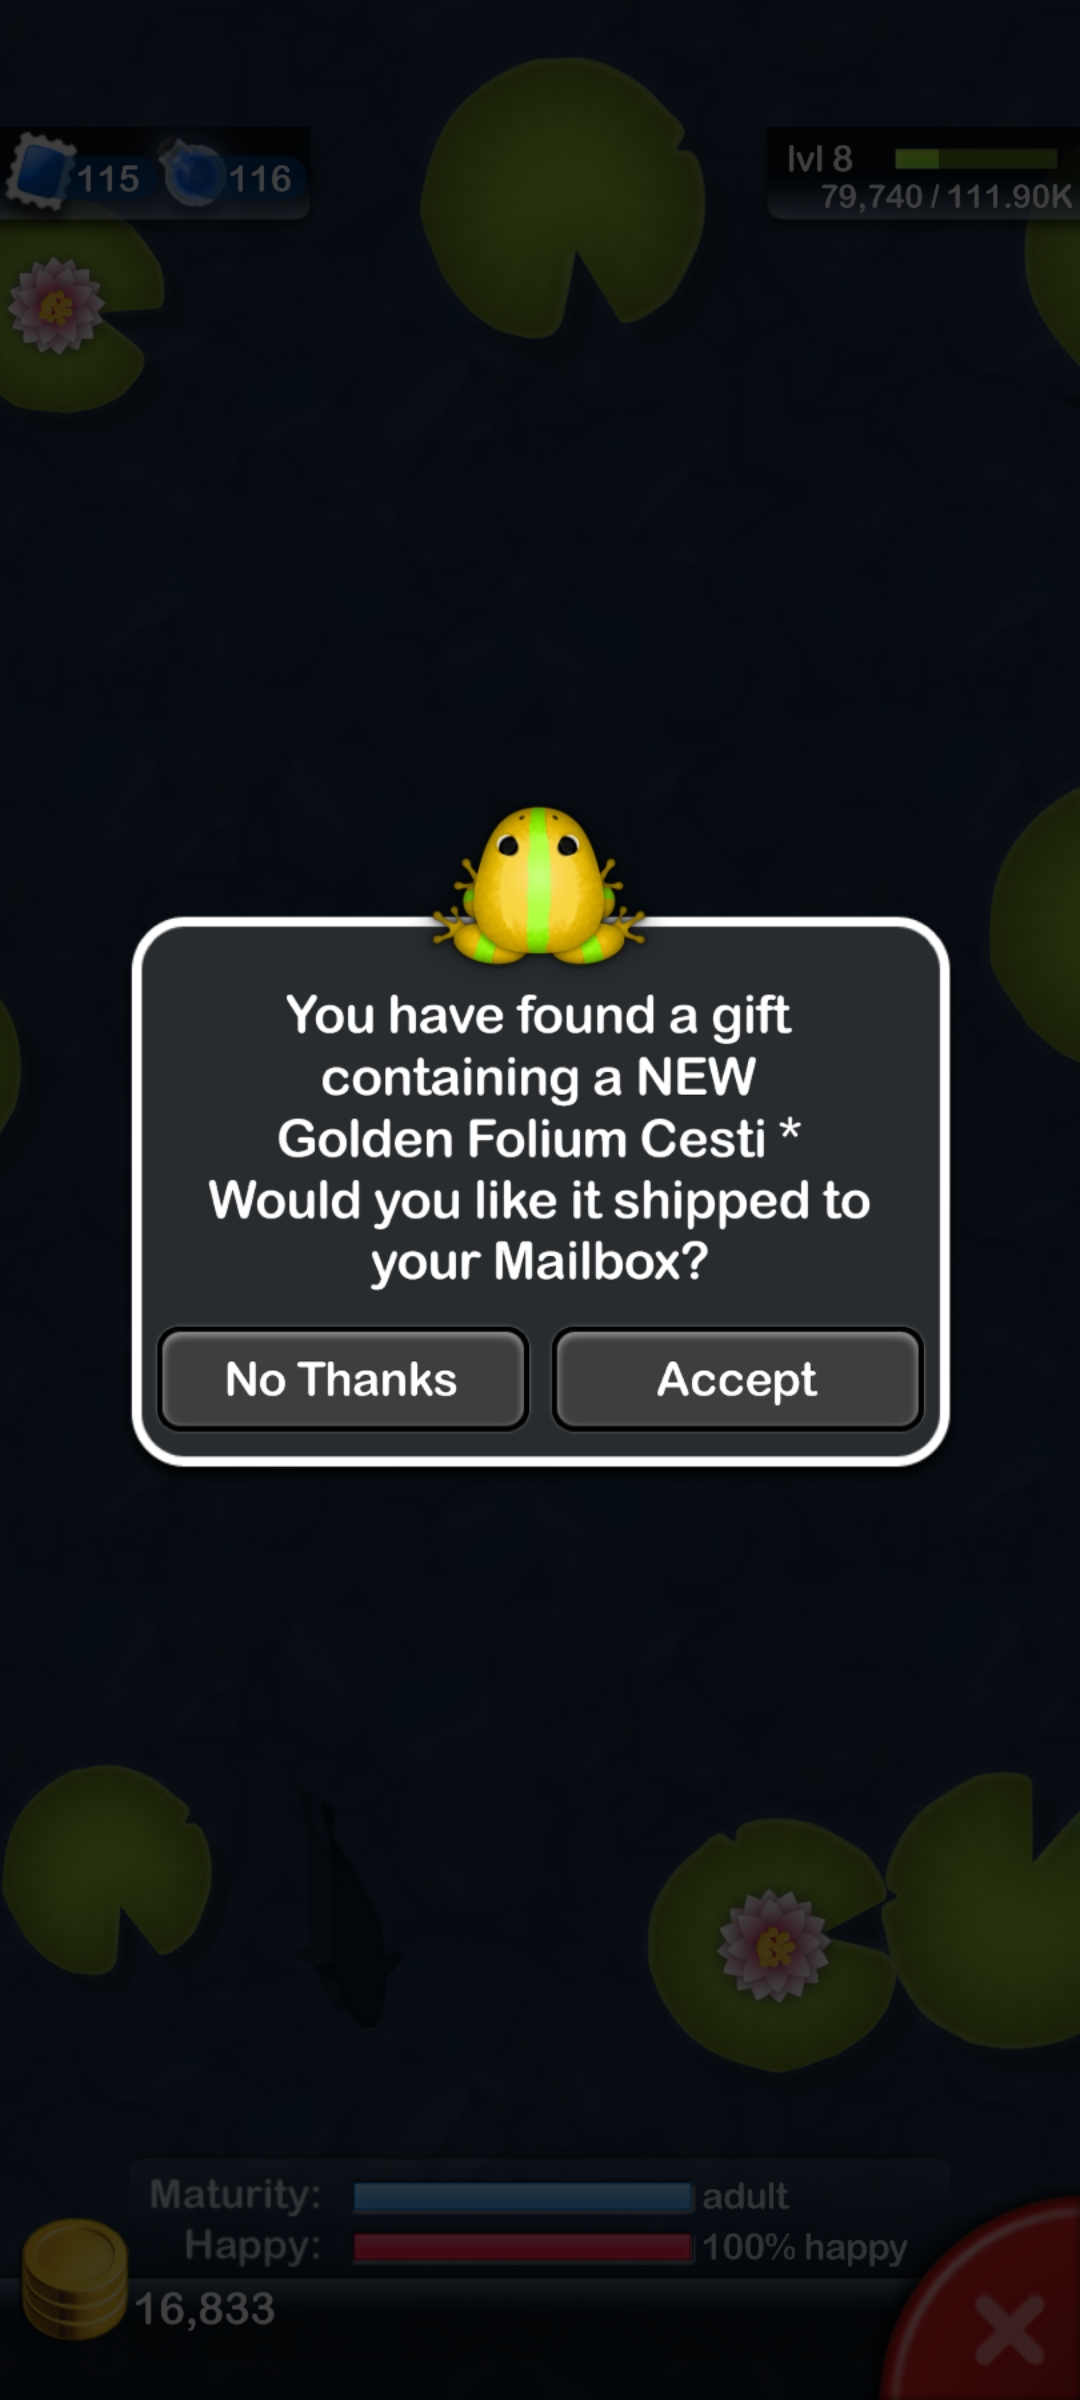 115 116
lvl 8
79,740 / 111.90K
You have found a gift
containing a NEW
Golden Folium Cesti *
Would you like it shipped to
your Mailbox?
No Thanks Accept
Maturity: adult
Happy: 100% happy
16,833